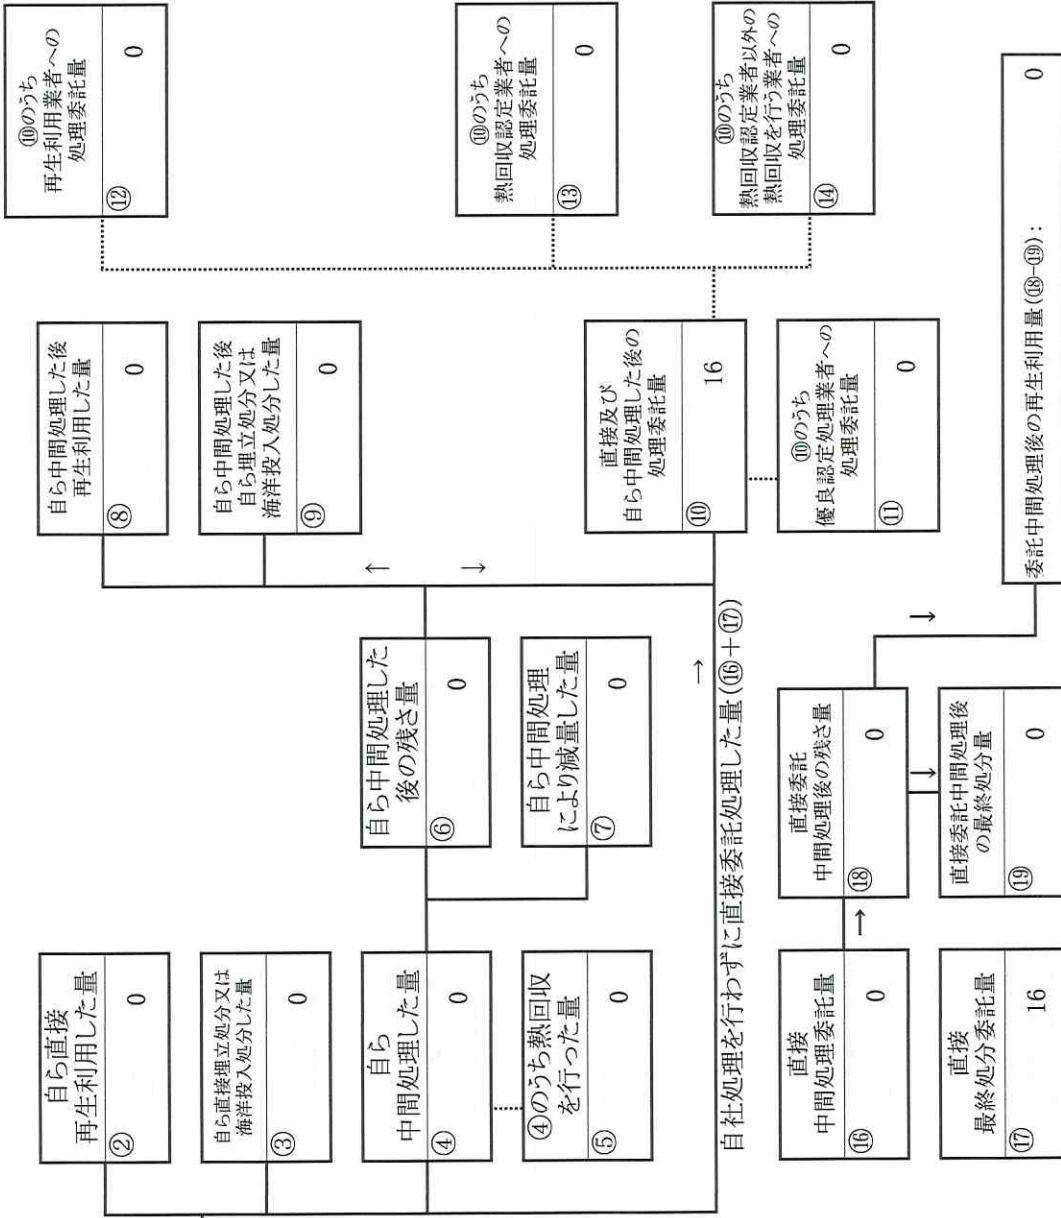 自ら直接
再生利用した量
② 0
自ら直接埋立処分又は
海洋投入処分した量
③ 0
自ら
中間処理した量
④ 0
④のうち熱回収
を行った量
⑤ 0
自ら中間処理した
後の残さ量
⑥ 0
自ら中間処理
により減量した量
⑦ 0
自ら中間処理した後
再生利用した量
⑧ 0
自ら中間処理した後
自ら埋立処分又は
海洋投入処分した量
⑨ 0
↑
↓
直接及び
自ら中間処理した後の
処理委託量
⑩ 16
⑩のうち
優良認定処理業者への
処理委託量
⑪ 0
⑩のうち
再生利用業者への
処理委託量
⑫ 0
⑩のうち
熱回収認定業者への
処理委託量
⑬ 0
⑩のうち
熱回収認定業者以外の
熱回収を行う業者への
処理委託量
⑭ 0
→
自社処理を行わずに直接委託処理した量(⑯+⑰)
直接
中間処理委託量
⑯ 0
→
直接
最終処分委託量
⑰ 16
直接委託
中間処理後の残さ量
⑱ 0
↓
直接委託中間処理後
の最終処分量
⑲ 0
↓
委託中間処理後の再生利用量(⑱-⑲): 0